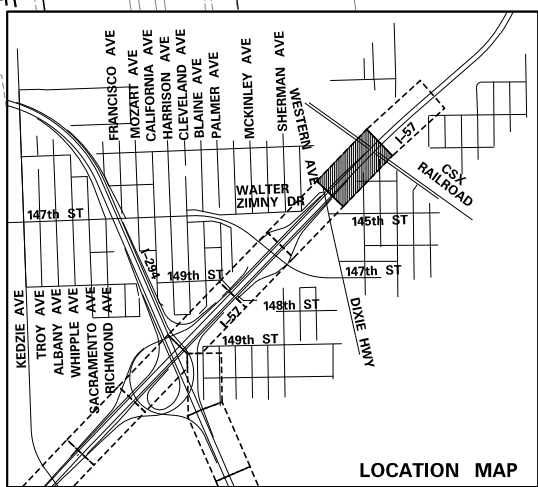 FRANCISCO AVE
MOZART AVE
CALIFORNIA AVE
HARRISON AVE
CLEVELAND AVE
BLAINE AVE
PALMER AVE
MCKINLEY AVE
SHERMAN AVE
WESTERN AVE
I-57
CSX
RAILROAD
WALTER
ZIMNY DR
147th ST
145th ST
I-294
149th ST
147th ST
148th ST
I-57
149th ST
DIXIE HWY
KEDZIE AVE
TROY AVE
ALBANY AVE
WHIPPLE AVE
SACRAMENTO AVE
RICHMOND AVE
LOCATION MAP